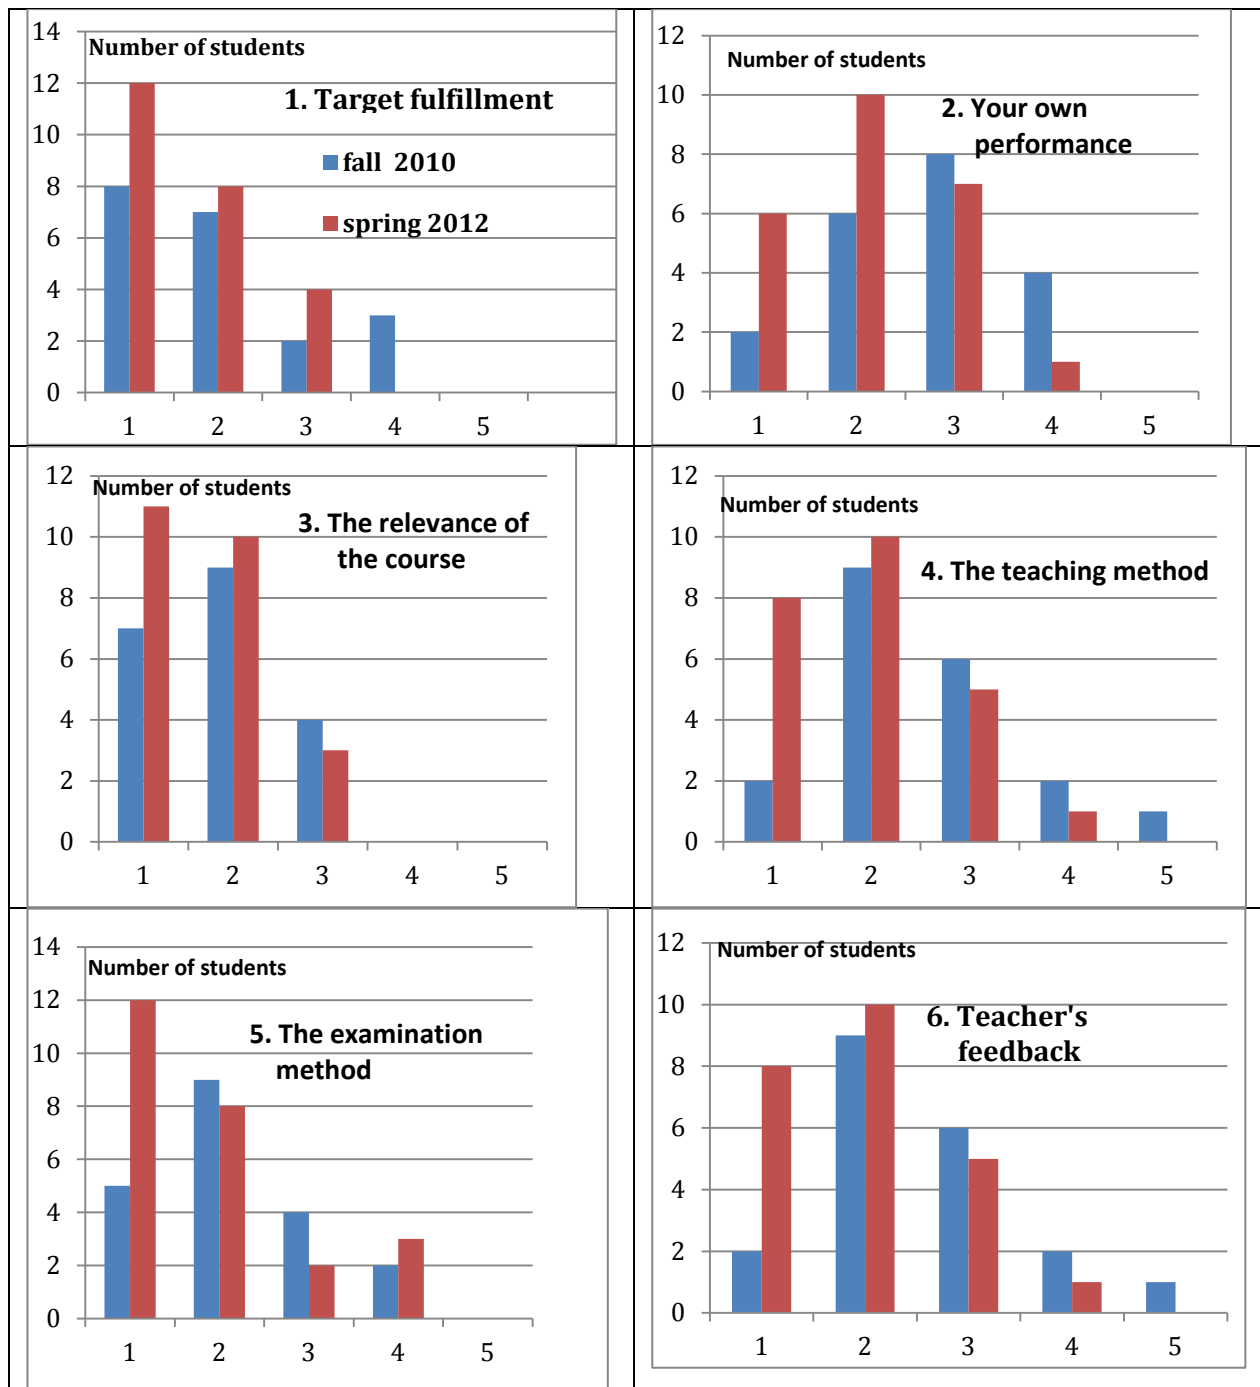 14
Number of students
12
1. Target fulfillment
10
fall 2010
8
spring 2012
6
4
2
0
1 2 3 4 5
12
Number of students
10
2. Your own
performance
8
6
4
2
0
1 2 3 4 5
12
Number of students
3. The relevance of
10
the course
8
6
4
2
0
1 2 3 4 5
12
Number of students
10
4. The teaching method
8
6
4
2
0
1 2 3 4 5
14
Number of students
12
5. The examination
10
method
8
6
4
2
0
1 2 3 4 5
12
Number of students
10
6. Teacher's
feedback
8
6
4
2
0
1 2 3 4 5